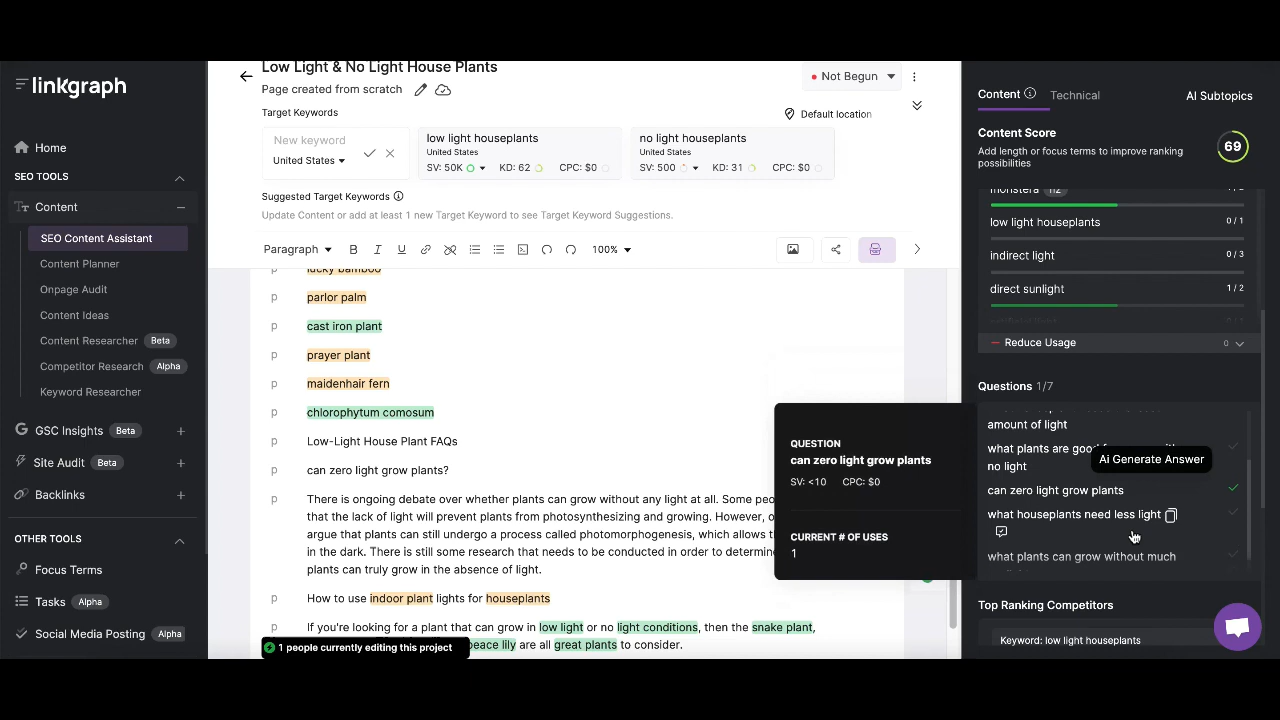 linkgraph
Home
SEO TOOLS
Content
SEO Content Assistant
Content Planner
Onpage Audit
Content Ideas
Content Researcher Beta
Competitor Research Alpha
Keyword Researcher
GSC Insights Beta
Site Audit Beta
Backlinks
OTHER TOOLS
Focus Terms
Tasks Alpha
Social Media Posting Alpha
Low Light & No Light House Plants
Page created from scratch
Not Begun
Target Keywords
Default location
New keyword
United States
low light houseplants
United States
SV: 50K KD: 62 CPC: $0
no light houseplants
United States
SV: 500 KD: 31 CPC: $0
Suggested Target Keywords
Update Content or add at least 1 new Target Keyword to see Target Keyword Suggestions.
Paragraph B I U 100%
lucky bamboo
p parlor palm
p cast iron plant
p prayer plant
p maidenhair fern
p chlorophytum comosum
p Low-Light House Plant FAQs
p can zero light grow plants?
p There is ongoing debate over whether plants can grow without any light at all. Some peo
that the lack of light will prevent plants from photosynthesizing and growing. However, o
argue that plants can still undergo a process called photomorphogenesis, which allows t
in the dark. There is still some research that needs to be conducted in order to determin
plants can truly grow in the absence of light.
p How to use indoor plant lights for houseplants
p If you're looking for a plant that can grow in low light or no light conditions, then the snake plant,
peace lily are all great plants to consider.
1 people currently editing this project
QUESTION
can zero light grow plants
SV: <10 CPC: $0
CURRENT # OF USES
1
Content Technical AI Subtopics
Content Score
Add length or focus terms to improve ranking
possibilities
69
monstera H2
low light houseplants 0 / 1
indirect light 0 / 3
direct sunlight 1 / 2
Reduce Usage 0
Questions 1/7
amount of light
what plants are good
no light
Ai Generate Answer
can zero light grow plants
what houseplants need less light
what plants can grow without much
Top Ranking Competitors
Keyword: low light houseplants